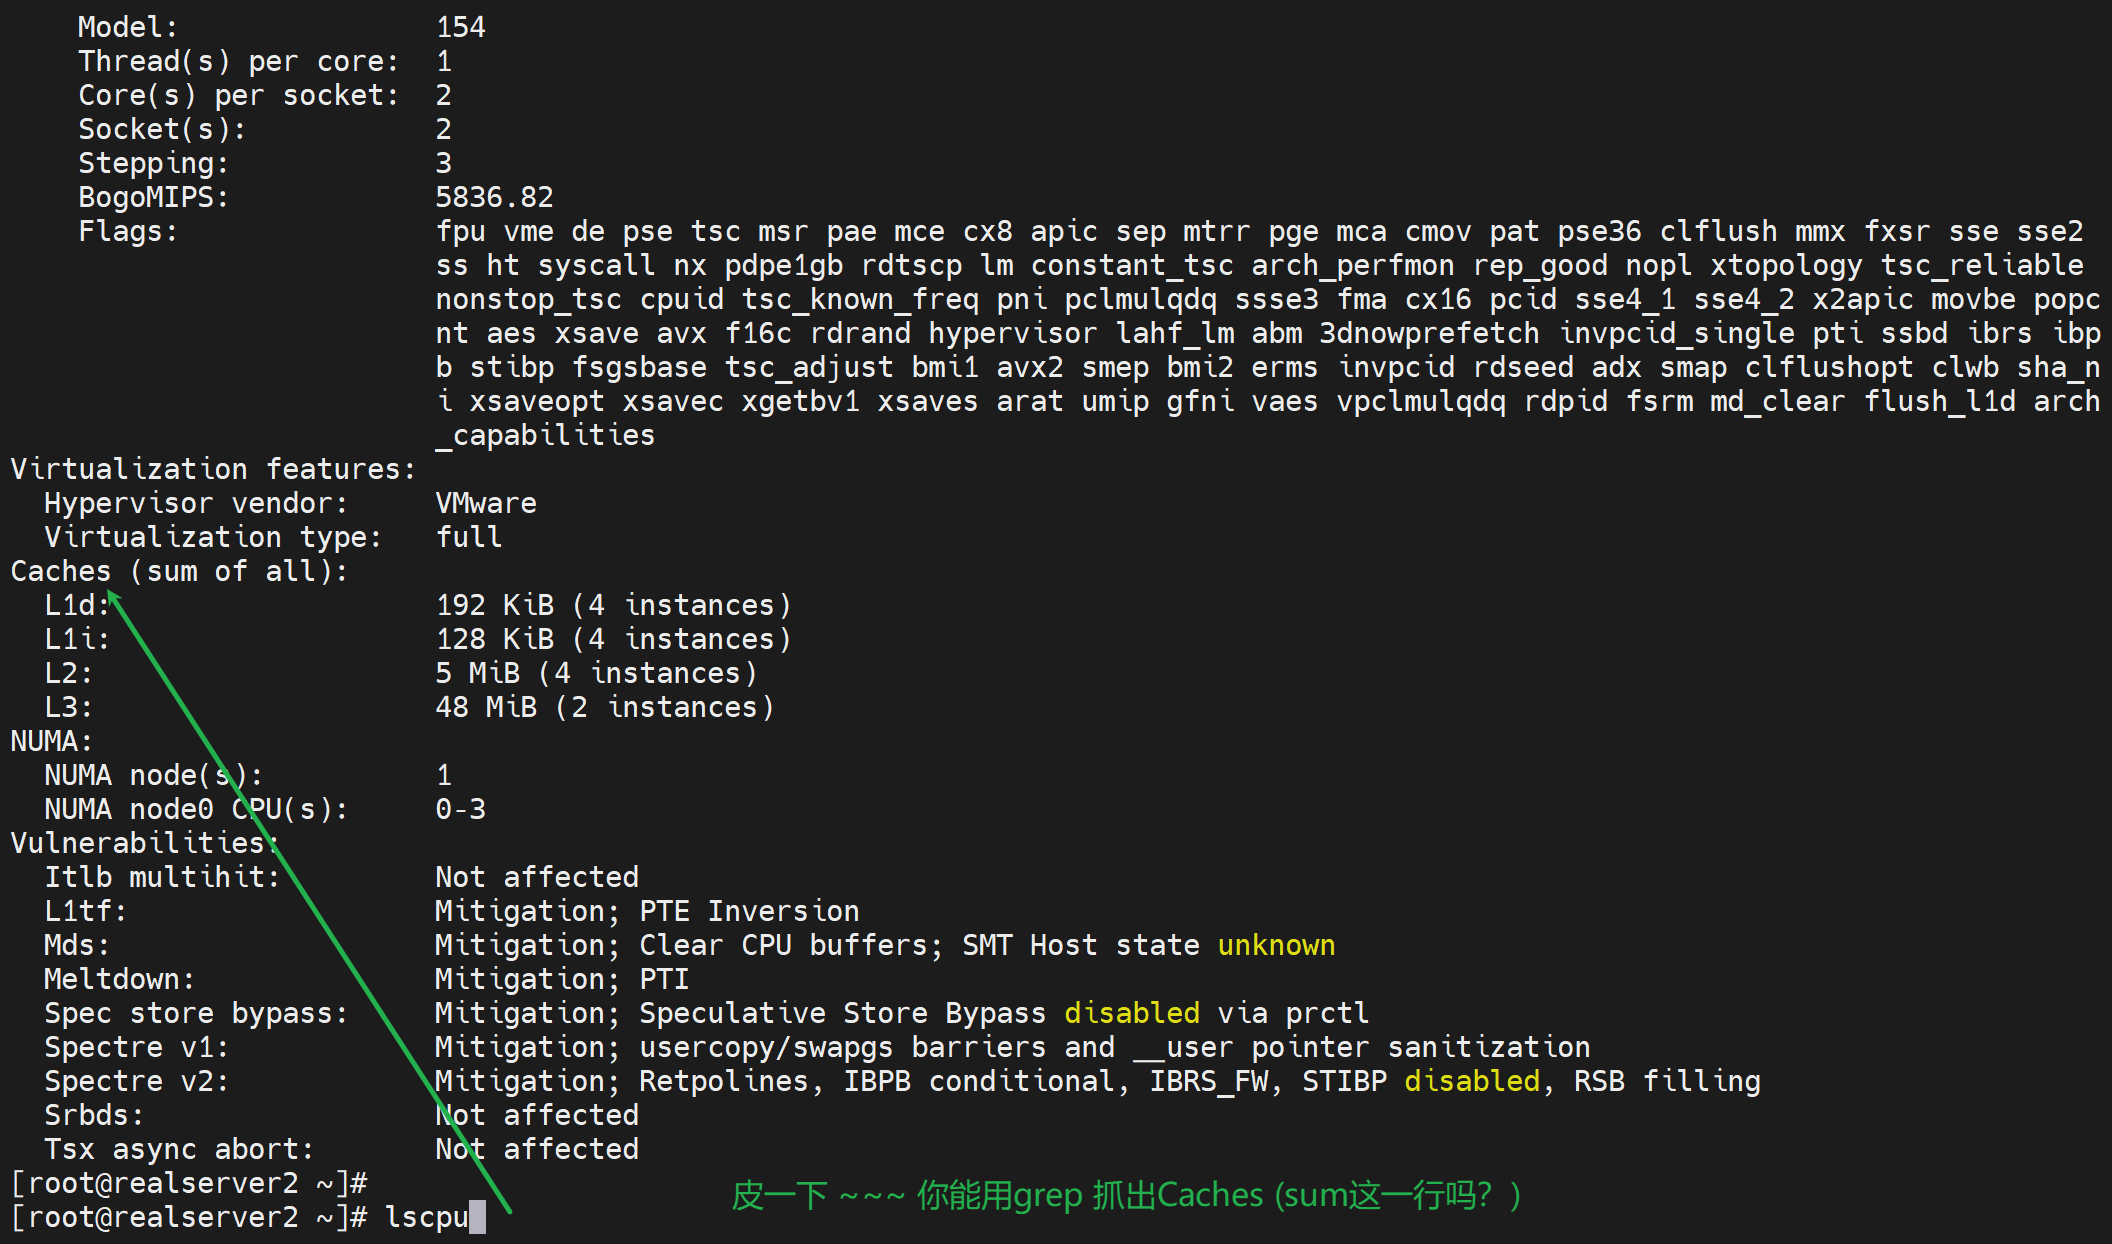 Model: 154
Thread(s) per core: 1
Core(s) per socket: 2
Socket(s): 2
Stepping: 3
BogoMIPS: 5836.82
Flags: fpu vme de pse tsc msr pae mce cx8 apic sep mtrr pge mca cmov pat pse36 clflush mmx fxsr sse sse2
ss ht syscall nx pdpe1gb rdtscp lm constant_tsc arch_perfmon rep_good nopl xtopology tsc_reliable
nonstop_tsc cpuid tsc_known_freq pni pclmulqdq ssse3 fma cx16 pcid sse4_1 sse4_2 x2apic movbe popc
nt aes xsave avx f16c rdrand hypervisor lahf_lm abm 3dnowprefetch invpcid_single pti ssbd ibrs ibp
b stibp fsgsbase tsc_adjust bmi1 avx2 smep bmi2 erms invpcid rdseed adx smap clflushopt clwb sha_n
i xsaveopt xsavec xgetbv1 xsaves arat umip gfni vaes vpclmulqdq rdpid fsrm md_clear flush_l1d arch
_capabilities
Virtualization features:
Hypervisor vendor: VMware
Virtualization type: full
Caches (sum of all):
L1d: 192 KiB (4 instances)
L1i: 128 KiB (4 instances)
L2: 5 MiB (4 instances)
L3: 48 MiB (2 instances)
NUMA:
NUMA node(s): 1
NUMA node0 CPU(s): 0-3
Vulnerabilities:
Itlb multihit: Not affected
L1tf: Mitigation; PTE Inversion
Mds: Mitigation; Clear CPU buffers; SMT Host state unknown
Meltdown: Mitigation; PTI
Spec store bypass: Mitigation; Speculative Store Bypass disabled via prctl
Spectre v1: Mitigation; usercopy/swapgs barriers and __user pointer sanitization
Spectre v2: Mitigation; Retpolines, IBPB conditional, IBRS_FW, STIBP disabled, RSB filling
Srbds: Not affected
Tsx async abort: Not affected
[root@realserver2 ~]#
皮一下 ~~~ 你能用grep 抓出Caches (sum这一行吗？)
[root@realserver2 ~]# lscpu